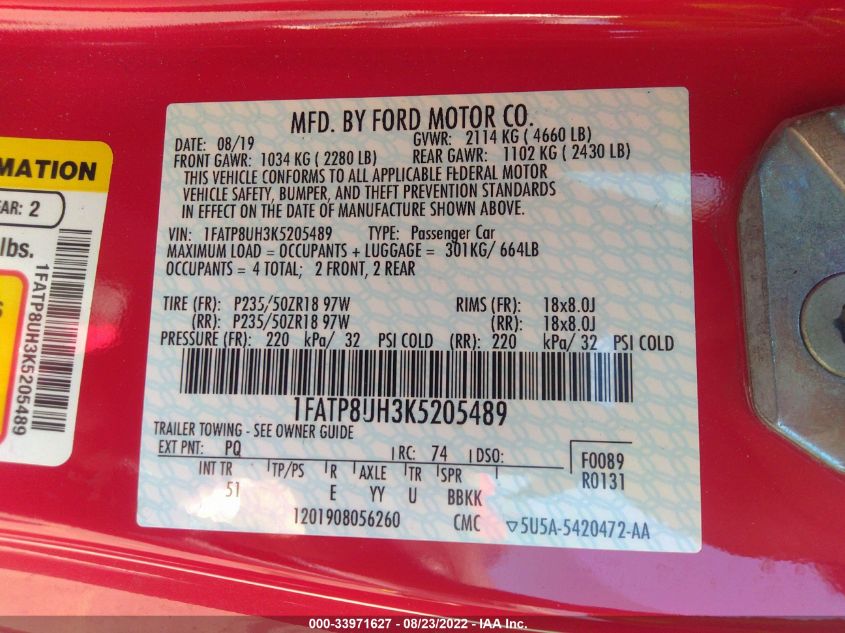 MFD. BY FORD MOTOR CO.
DATE: 08/19 GVWR: 2114 KG ( 4660 LB)
FRONT GAWR: 1034 KG ( 2280 LB) REAR GAWR: 1102 KG ( 2430 LB)
THIS VEHICLE CONFORMS TO ALL APPLICABLE FEDERAL MOTOR
VEHICLE SAFETY, BUMPER, AND THEFT PREVENTION STANDARDS
IN EFFECT ON THE DATE OF MANUFACTURE SHOWN ABOVE.
VIN: 1FATP8UH3K5205489 TYPE: Passenger Car
MAXIMUM LOAD = OCCUPANTS + LUGGAGE = 301KG/ 664LB
OCCUPANTS = 4 TOTAL; 2 FRONT, 2 REAR
TIRE (FR): P235/50ZR18 97W RIMS (FR): 18x8.0J
(RR): P235/50ZR18 97W (RR): 18x8.0J
PRESSURE (FR): 220 kPa/ 32 PSI COLD (RR): 220 kPa/ 32 PSI COLD
1FATP8UH3K5205489
TRAILER TOWING - SEE OWNER GUIDE
EXT PNT: PQ RC: 74 DSO: F0089
INT TR TP/PS R AXLE TR SPR R0131
51 E YY U BBKK
1201908056260 CMC ▽5U5A-5420472-AA
MATION
EAR: 2
lbs.
1FATP8UH3K5205489
000-33971627 - 08/23/2022 - IAA Inc.